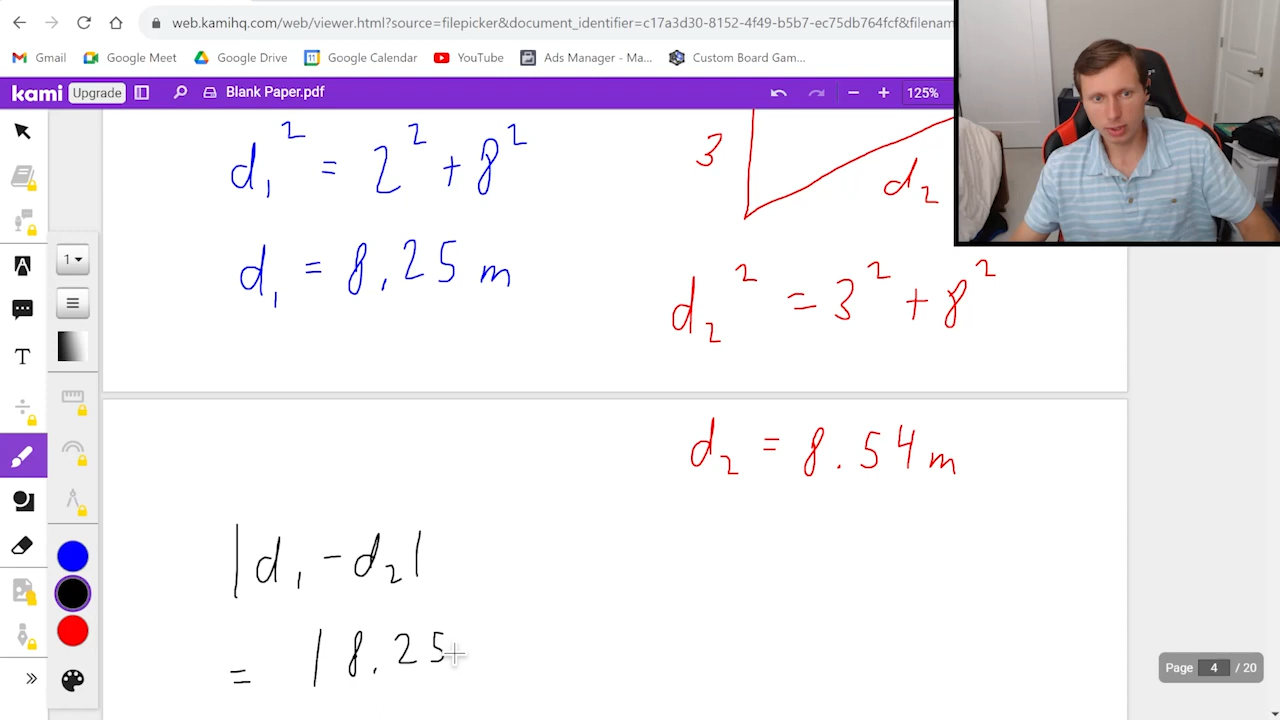 web.kamihq.com/web/viewer.html?source=filepicker&document_identifier=c17a3d30-8152-4f49-b5b7-ec75db764fcf&filenam
Gmail Google Meet Google Drive Google Calendar YouTube Ads Manager - Ma... Custom Board Gam...
kami Upgrade Blank Paper.pdf 125%
d₁² = 2² + 8²
3
d₂
d₁ = 8.25 m
d₂² = 3² + 8²
d₂ = 8.54 m
|d₁ - d₂|
= | 8.25
1
T
Page 4 / 20